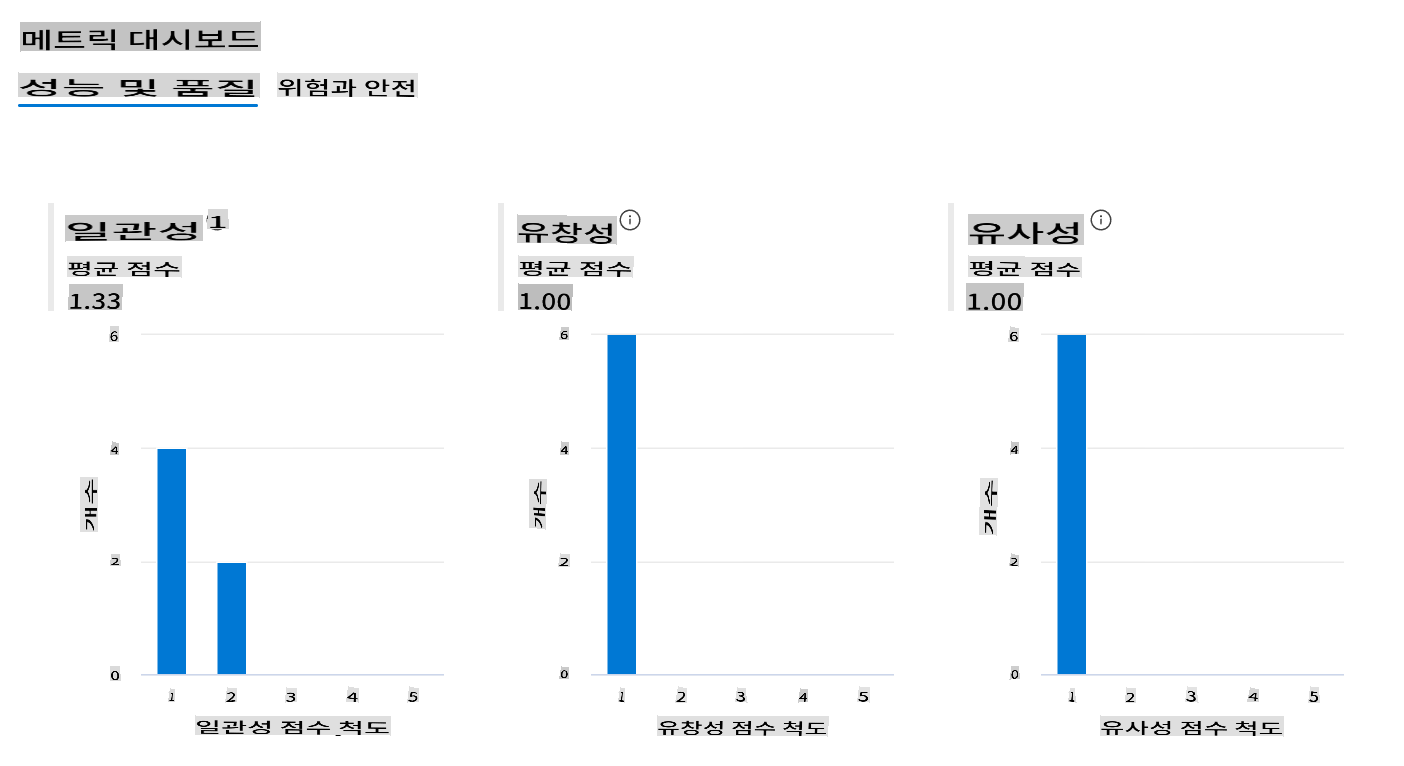 메트릭 대시보드
성능 및 품질 위험과 안전
일관성 1
평균 점수
1.33
6
4
2
0
개수
1 2 3 4 5
일관성 점수 척도
유창성
평균 점수
1.00
6
4
2
0
개수
1 2 3 4 5
유창성 점수 척도
유사성
평균 점수
1.00
6
4
2
0
개수
1 2 3 4 5
유사성 점수 척도